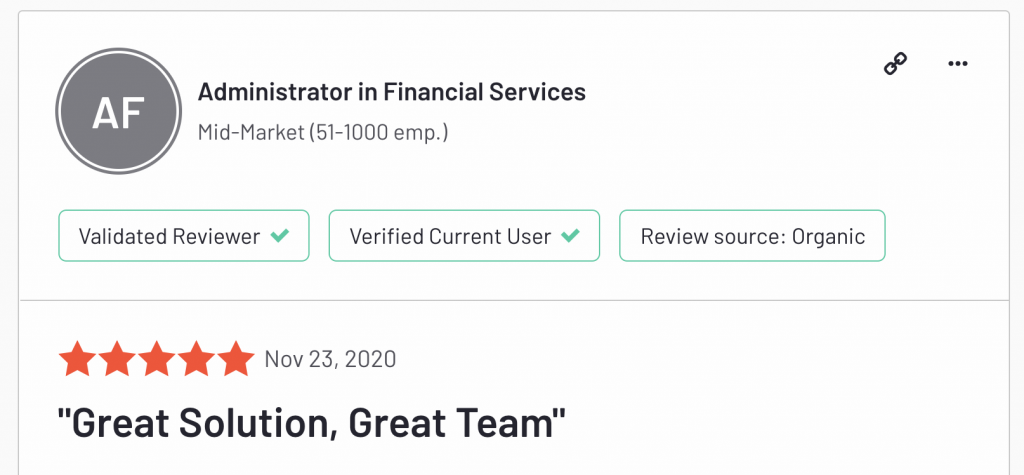 AF
Administrator in Financial Services
Mid-Market (51-1000 emp.)
Validated Reviewer
Verified Current User
Review source: Organic
Nov 23, 2020
"Great Solution, Great Team"